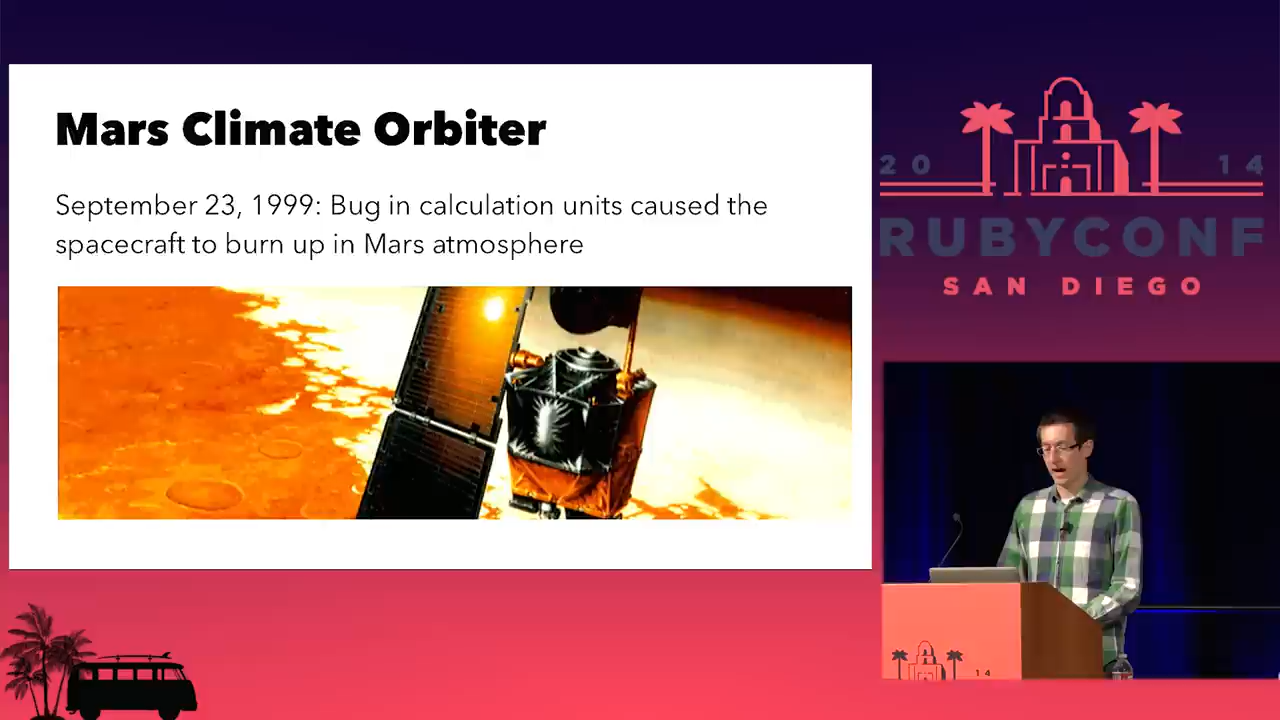 Mars Climate Orbiter
September 23, 1999: Bug in calculation units caused the
spacecraft to burn up in Mars atmosphere
20 14
RUBYCONF
SAN DIEGO
14